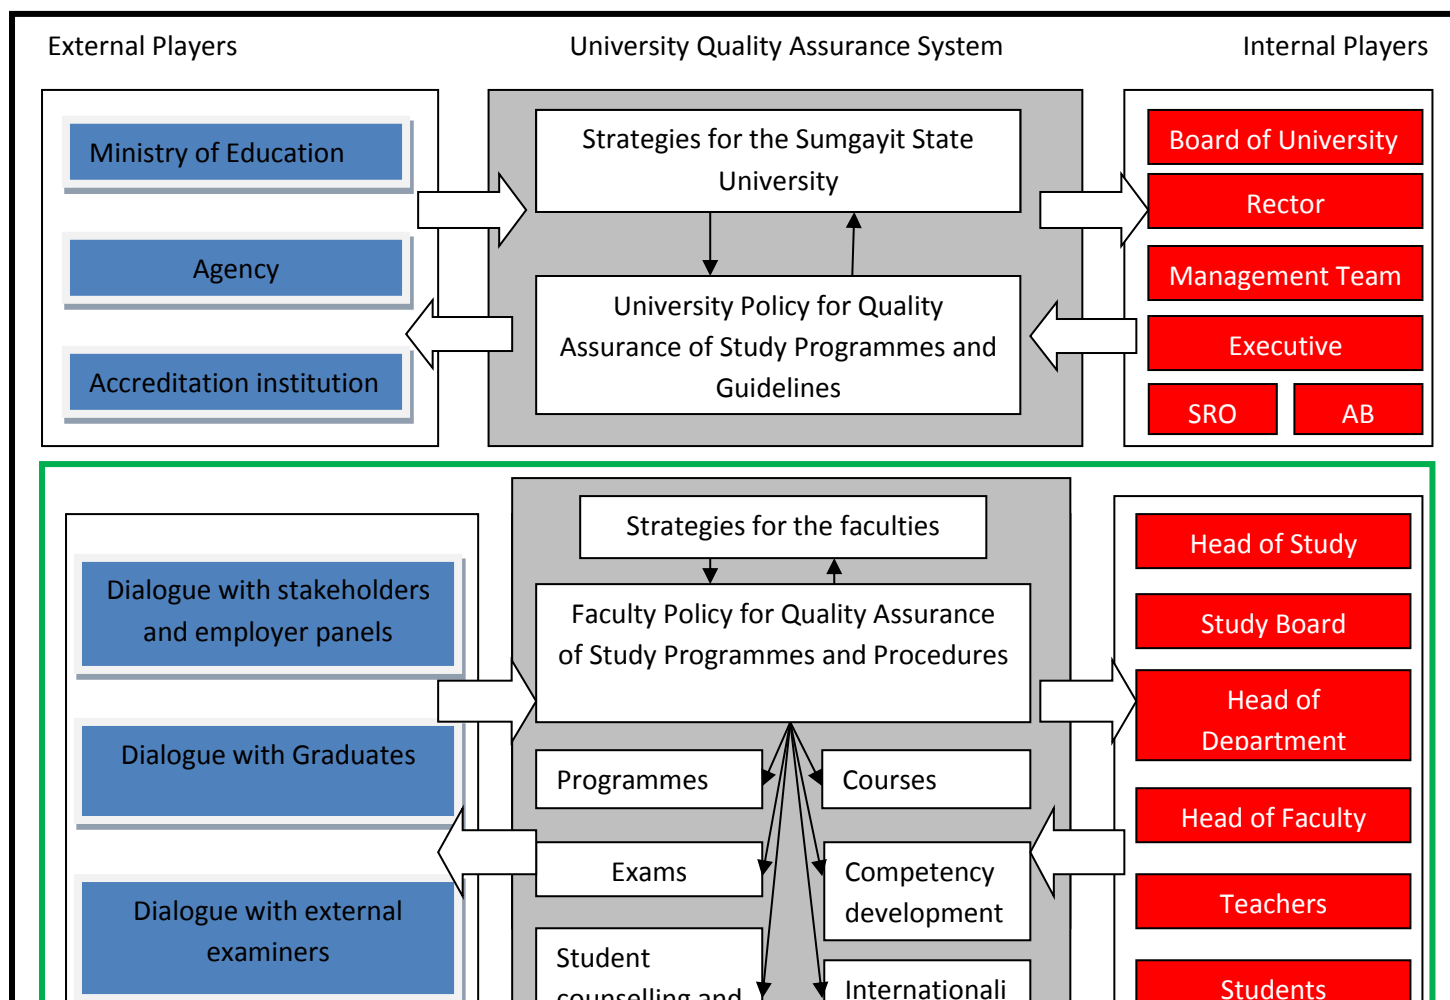 External Players
University Quality Assurance System
Internal Players
Ministry of Education
Agency
Accreditation institution
Strategies for the Sumgayit State
University
University Policy for Quality
Assurance of Study Programmes and
Guidelines
Board of University
Rector
Management Team
Executive
SRO
AB
Dialogue with stakeholders
and employer panels
Dialogue with Graduates
Dialogue with external
examiners
Strategies for the faculties
Faculty Policy for Quality Assurance
of Study Programmes and Procedures
Programmes
Courses
Exams
Competency
development
Student
counselling and
Internationali
Head of Study
Study Board
Head of
Department
Head of Faculty
Teachers
Students